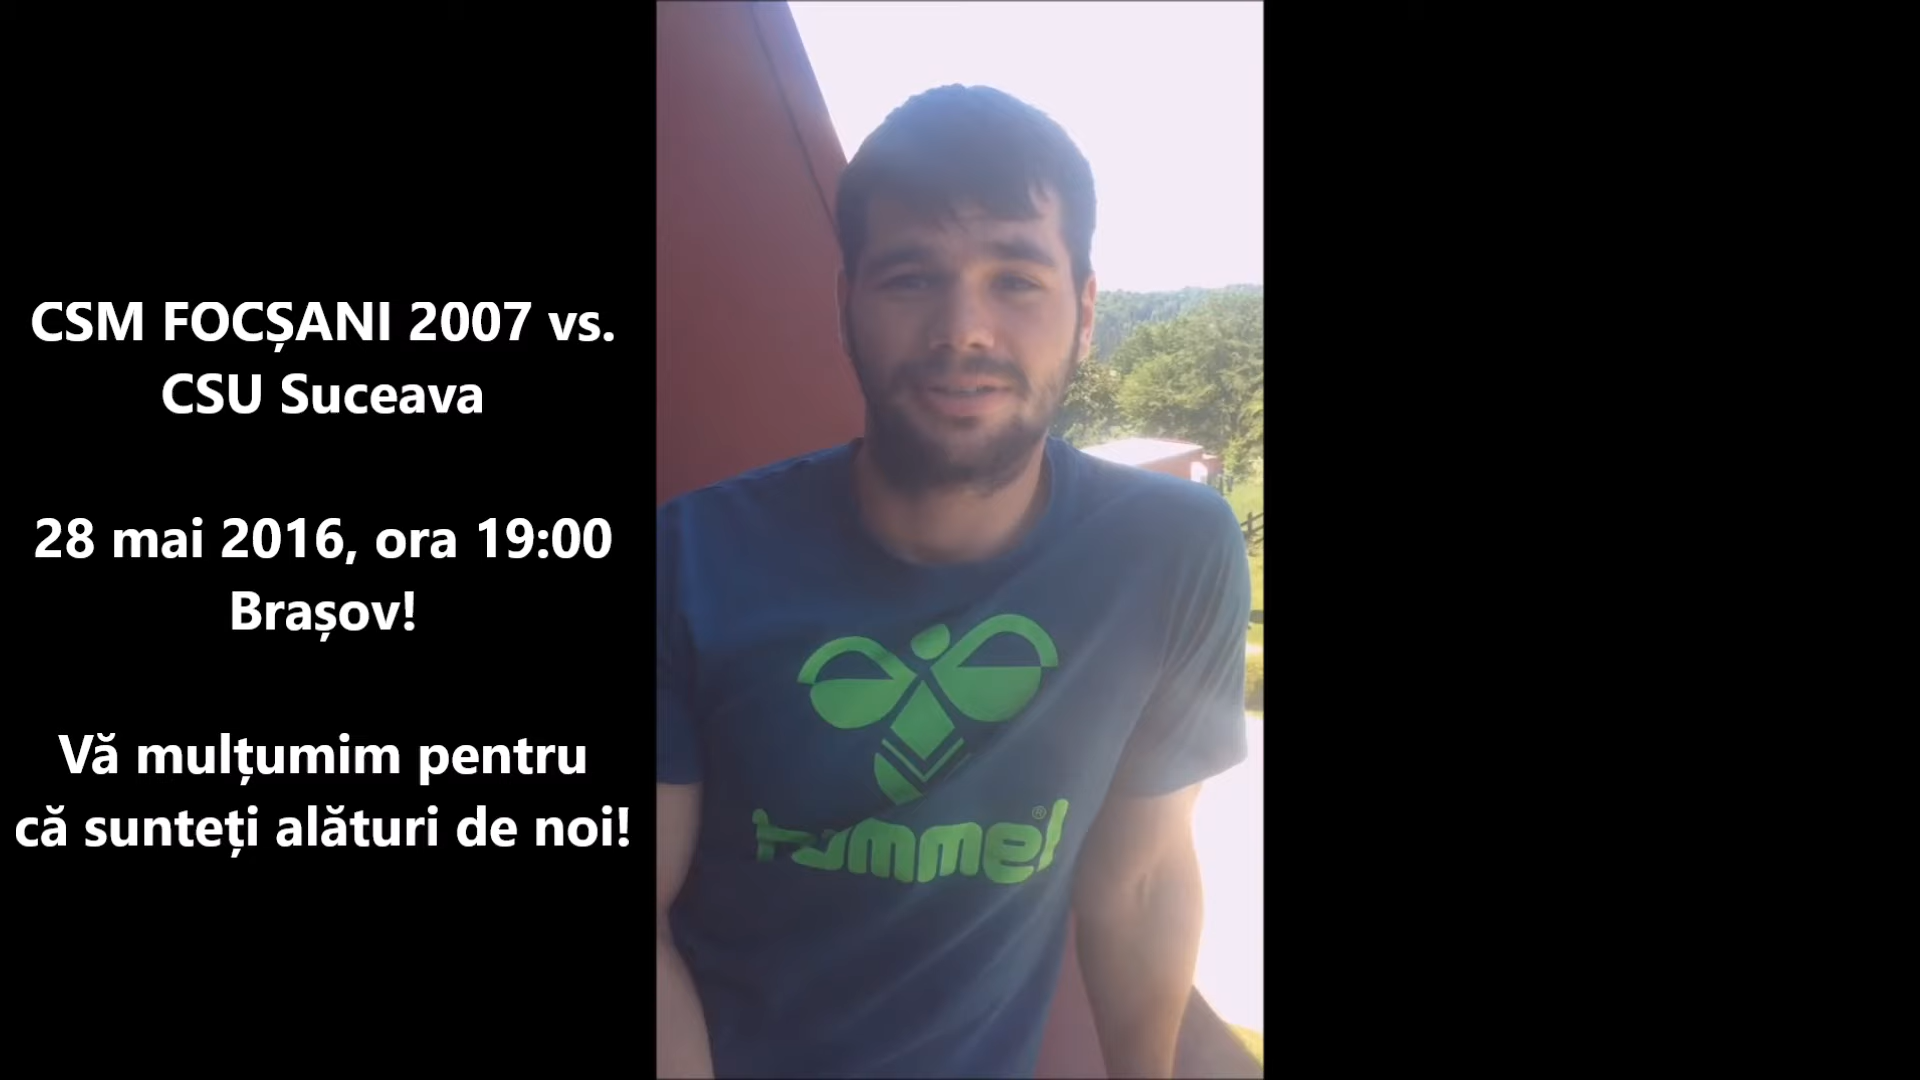 CSM FOCȘANI 2007 vs.
CSU Suceava
28 mai 2016, ora 19:00
Brașov!
Vă mulțumim pentru
că sunteți alături de noi!
hummel®